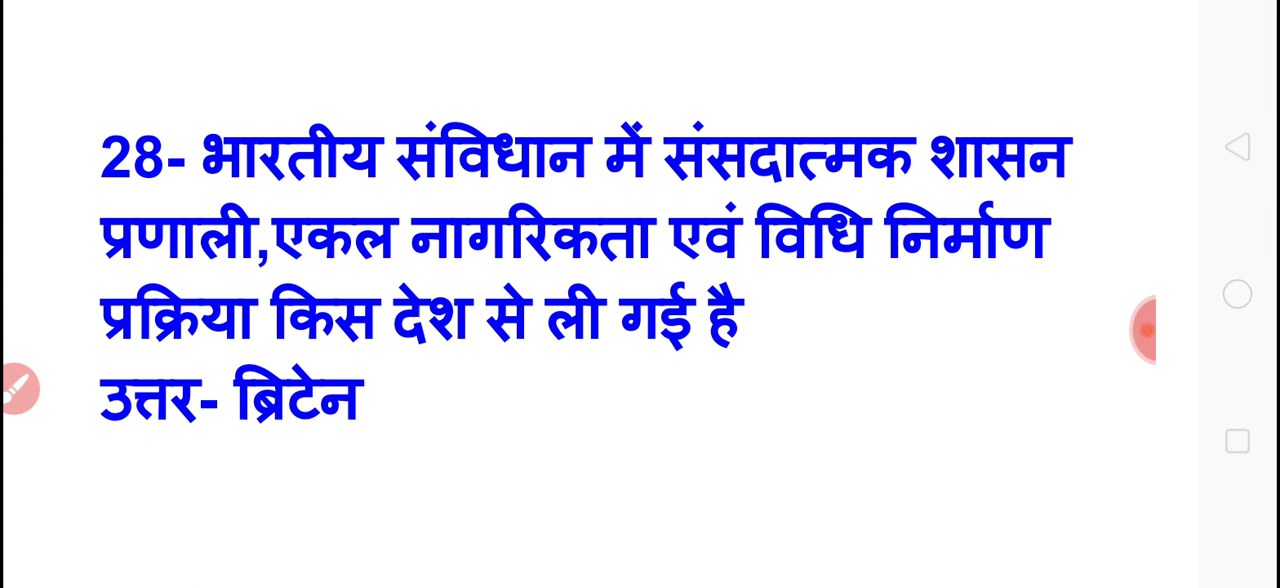 28- भारतीय संविधान में संसदात्मक शासन
प्रणाली,एकल नागरिकता एवं विधि निर्माण
प्रक्रिया किस देश से ली गई है
उत्तर- ब्रिटेन